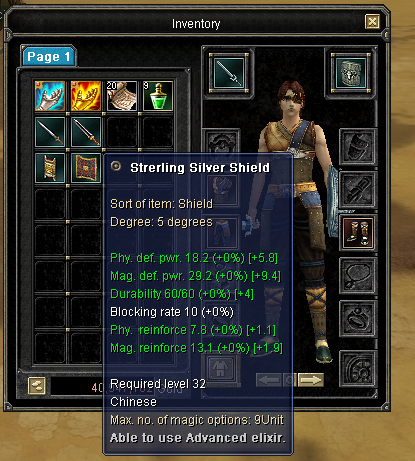 Inventory
Page 1
20
9
Strerling Silver Shield
Sort of item: Shield
Degree: 5 degrees
Phy. def. pwr. 18.2 (+0%) [+5.8]
Mag. def. pwr. 29.2 (+0%) [+9.4]
Durability 60/60 (+0%) [+4]
Blocking rate 10 (+0%)
Phy. reinforce 7.8 (+0%) [+1.1]
Mag. reinforce 13.1 (+0%) [+1.9]
Required level 32
Chinese
Max. no. of magic options: 9Unit
Able to use Advanced elixir.